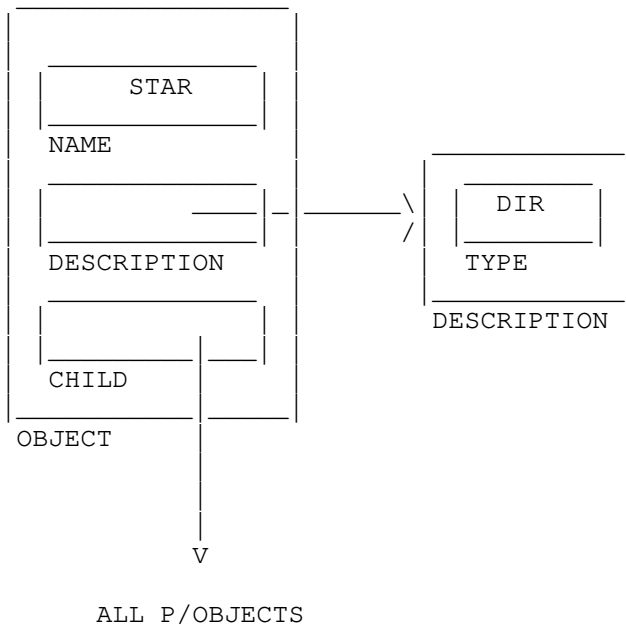 STAR
NAME
DIR
DESCRIPTION
TYPE
DESCRIPTION
CHILD
OBJECT
V
ALL P/OBJECTS